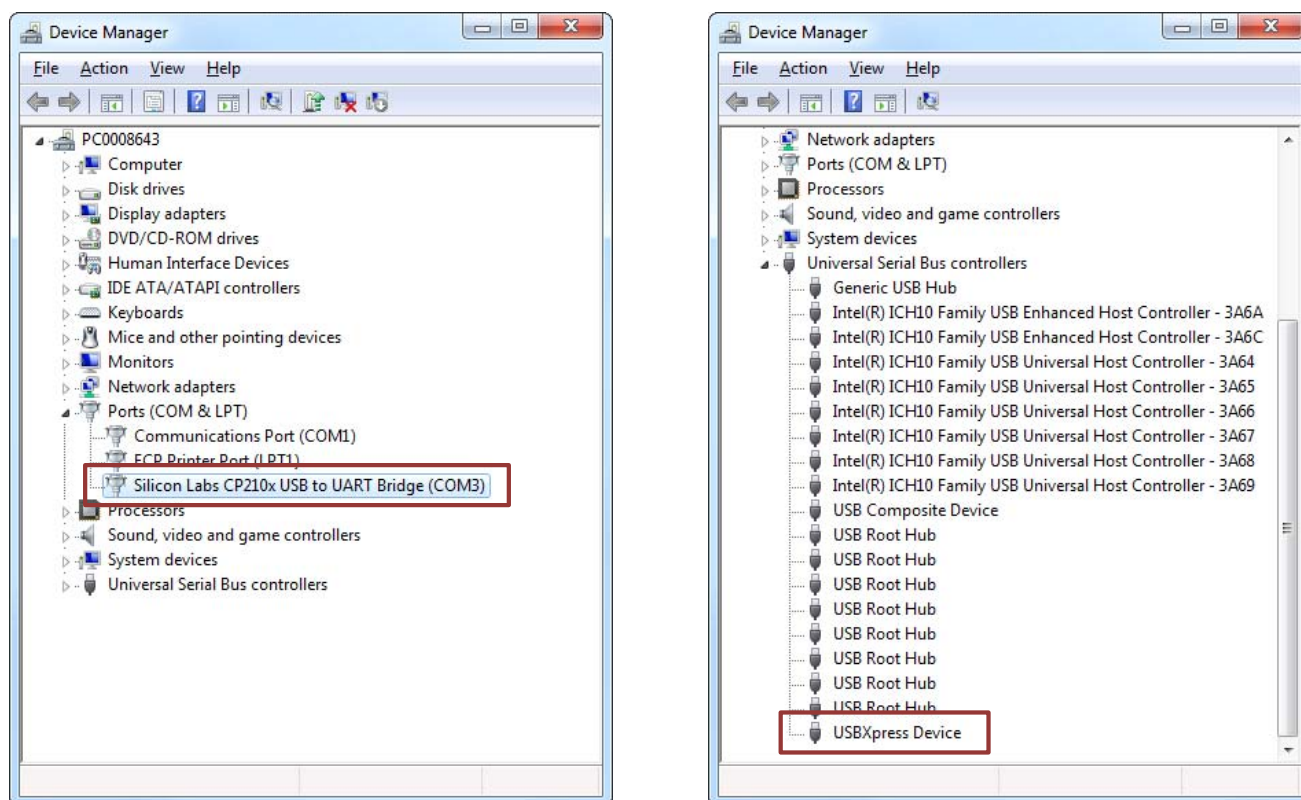 Device Manager
File Action View Help
PC0008643
Computer
Disk drives
Display adapters
DVD/CD-ROM drives
Human Interface Devices
IDE ATA/ATAPI controllers
Keyboards
Mice and other pointing devices
Monitors
Network adapters
Ports (COM & LPT)
Communications Port (COM1)
ECP Printer Port (LPT1)
Silicon Labs CP210x USB to UART Bridge (COM3)
Processors
Sound, video and game controllers
System devices
Universal Serial Bus controllers
Device Manager
File Action View Help
Network adapters
Ports (COM & LPT)
Processors
Sound, video and game controllers
System devices
Universal Serial Bus controllers
Generic USB Hub
Intel(R) ICH10 Family USB Enhanced Host Controller - 3A6A
Intel(R) ICH10 Family USB Enhanced Host Controller - 3A6C
Intel(R) ICH10 Family USB Universal Host Controller - 3A64
Intel(R) ICH10 Family USB Universal Host Controller - 3A65
Intel(R) ICH10 Family USB Universal Host Controller - 3A66
Intel(R) ICH10 Family USB Universal Host Controller - 3A67
Intel(R) ICH10 Family USB Universal Host Controller - 3A68
Intel(R) ICH10 Family USB Universal Host Controller - 3A69
USB Composite Device
USB Root Hub
USB Root Hub
USB Root Hub
USB Root Hub
USB Root Hub
USB Root Hub
USB Root Hub
USB Root Hub
USBXpress Device